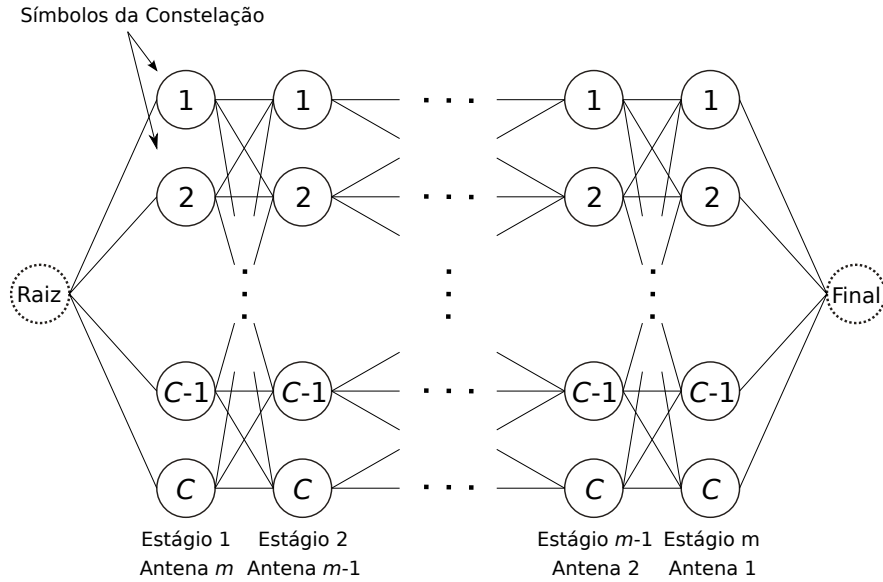 Símbolos da Constelação
1 1 . . . 1 1
2 2 . . . 2 2
Raiz Final
C-1 C-1 . . . C-1 C-1
C C . . . C C
Estágio 1 Estágio 2 Estágio m-1 Estágio m
Antena m Antena m-1 Antena 2 Antena 1